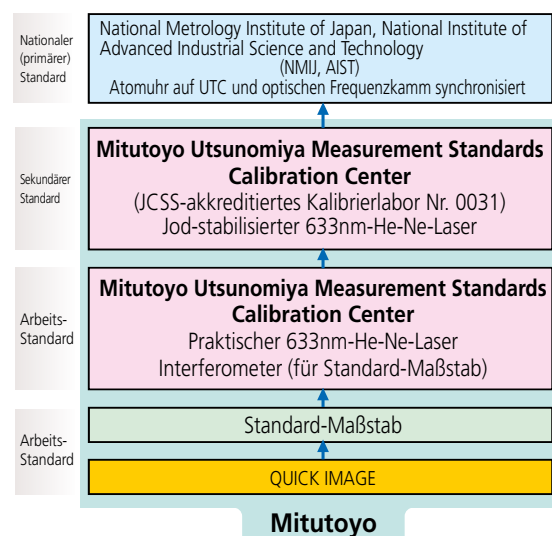 Nationaler
(primärer)
Standard
National Metrology Institute of Japan, National Institute of
Advanced Industrial Science and Technology
(NMIJ, AIST)
Atomuhr auf UTC und optischen Frequenzkamm synchronisiert
Sekundärer
Standard
Mitutoyo Utsunomiya Measurement Standards
Calibration Center
(JCSS-akkreditiertes Kalibrierlabor Nr. 0031)
Jod-stabilisierter 633nm-He-Ne-Laser
Arbeits-
Standard
Mitutoyo Utsunomiya Measurement Standards
Calibration Center
Praktischer 633nm-He-Ne-Laser
Interferometer (für Standard-Maßstab)
Arbeits-
Standard
Standard-Maßstab
QUICK IMAGE
Mitutoyo